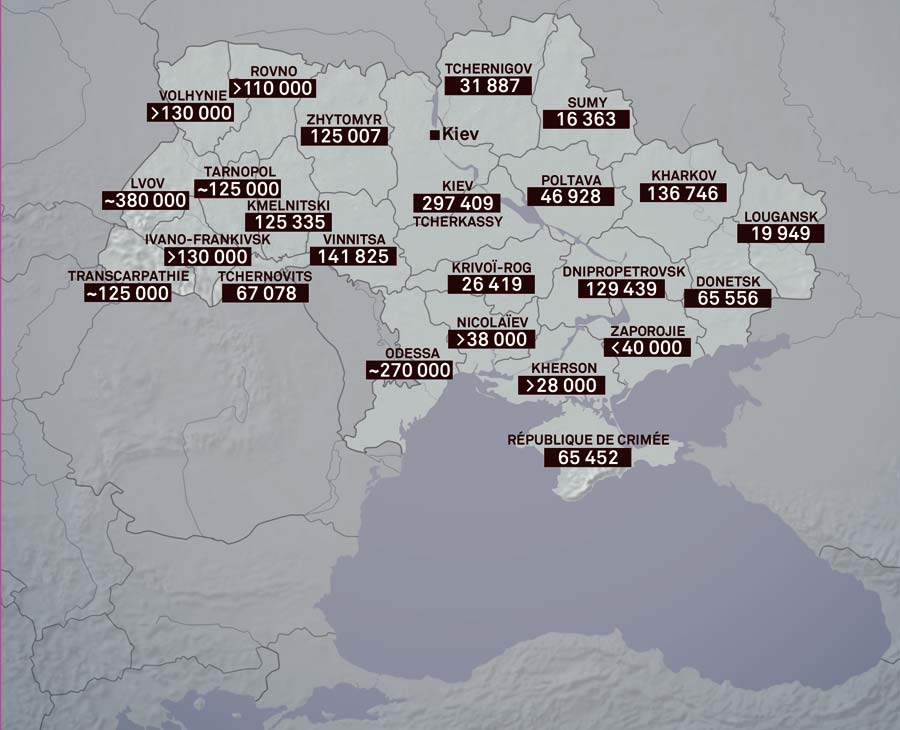 TCHERNIGOV
31 887
ROVNO
>110 000
VOLHYNIE
>130 000
SUMY
16 363
ZHYTOMYR
125 007
Kiev
TARNOPOL
~125 000
LVOV
~380 000
KMELNITSKI
125 335
KIEV
297 409
TCHERKASSY
POLTAVA
46 928
KHARKOV
136 746
LOUGANSK
19 949
IVANO-FRANKIVSK
>130 000
VINNITSA
141 825
TRANSCARPATHIE
~125 000
TCHERNOVITS
67 078
KRIVOÏ-ROG
26 419
DNIPROPETROVSK
129 439
DONETSK
65 556
NICOLAÏEV
>38 000
ZAPOROJIE
<40 000
ODESSA
~270 000
KHERSON
>28 000
RÉPUBLIQUE DE CRIMÉE
65 452